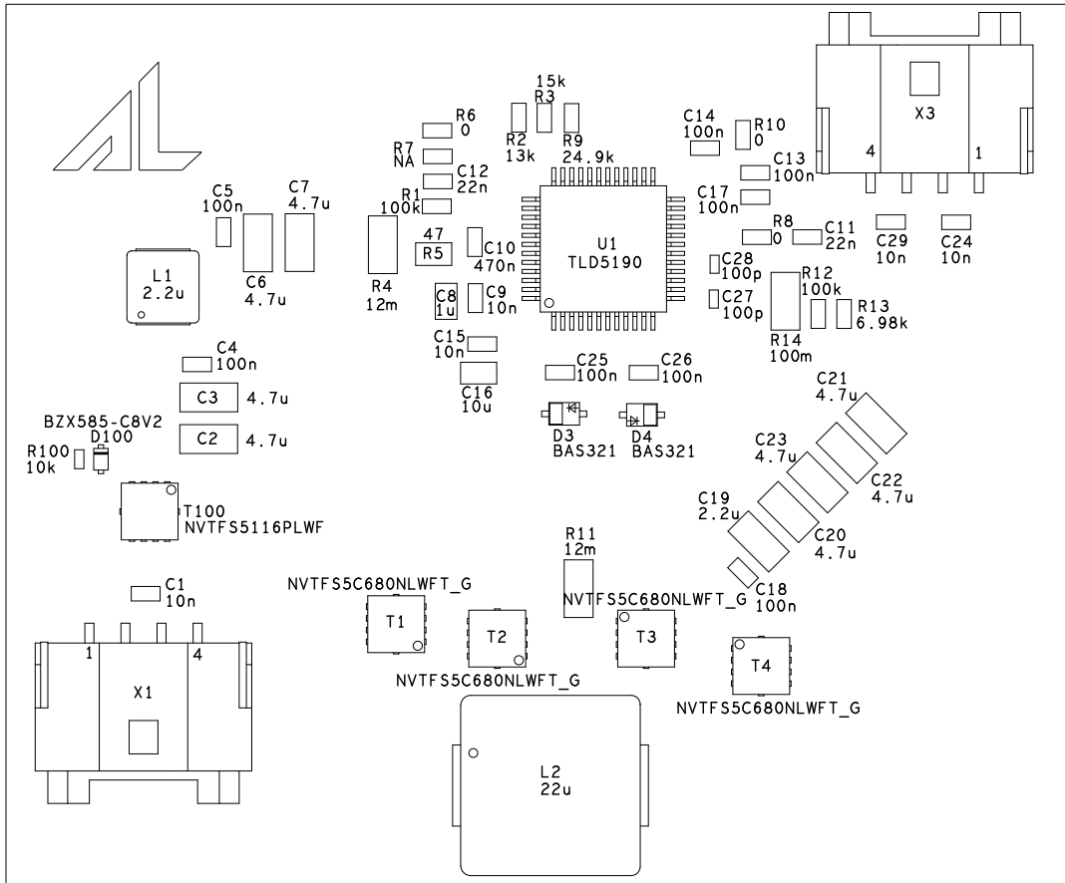 15k
R3
R6
0
R2
13k
R9
24.9k
C14
100n
R10
0
X3
4
1
R7
NA
C12
22n
C13
100n
R1
100k
C17
100n
C5
100n
C7
4.7u
47
R5
C10
470n
U1
TLD5190
R8
0
C11
22n
C29
10n
C24
10n
L1
2.2u
C6
4.7u
R4
12m
C8
1u
C9
10n
C28
100p
C27
100p
R12
100k
R13
6.98k
R14
100m
C15
10n
C16
10u
C4
100n
C25
100n
C26
100n
C3
4.7u
C2
4.7u
D3
BAS321
D4
BAS321
C21
4.7u
BZX585-C8V2
D100
R100
10k
C23
4.7u
C22
4.7u
T100
NVTFS5116PLWF
C19
2.2u
C20
4.7u
R11
12m
C18
100n
C1
10n
NVTFS5C680NLWFT_G
T1
T2
NVTFS5C680NLWFT_G
NVTFS5C680NLWFT_G
T3
T4
NVTFS5C680NLWFT_G
1
4
X1
L2
22u